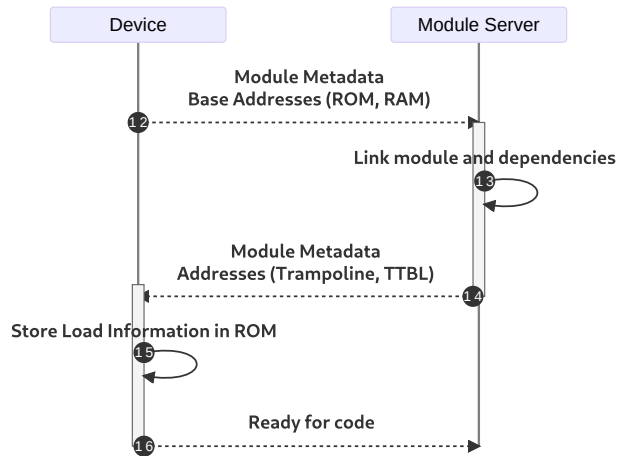 Device
Module Server
Module Metadata
Base Addresses (ROM, RAM)
12
Link module and dependencies
13
Module Metadata
Addresses (Trampoline, TTBL)
14
Store Load Information in ROM
15
Ready for code
16